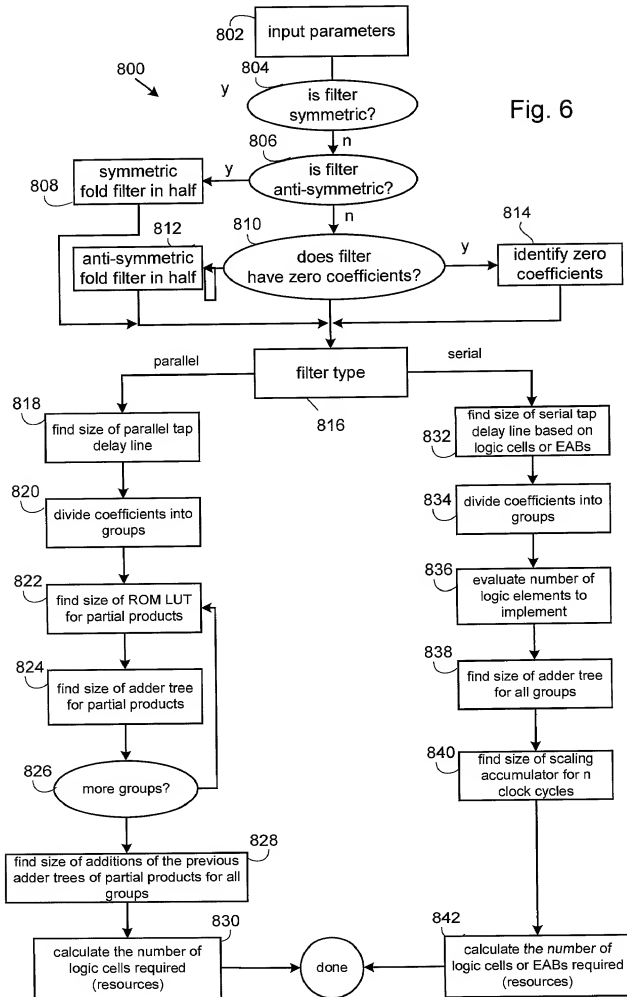 802
input parameters
800
804
y
is filter
symmetric?
Fig. 6
n
806
y
is filter
anti-symmetric?
symmetric
fold filter in half
808
n
812
810
814
anti-symmetric
fold filter in half
does filter
have zero coefficients?
y
identify zero
coefficients
parallel
serial
filter type
816
818
find size of parallel tap
delay line
820
divide coefficients into
groups
822
find size of ROM LUT
for partial products
824
find size of adder tree
for partial products
826
more groups?
828
find size of additions of the previous
adder trees of partial products for all
groups
830
calculate the number of
logic cells required
(resources)
done
832
find size of serial tap
delay line based on
logic cells or EABs
834
divide coefficients into
groups
836
evaluate number of
logic elements to
implement
838
find size of adder tree
for all groups
840
find size of scaling
accumulator for n
clock cycles
842
calculate the number of
logic cells or EABs required
(resources)